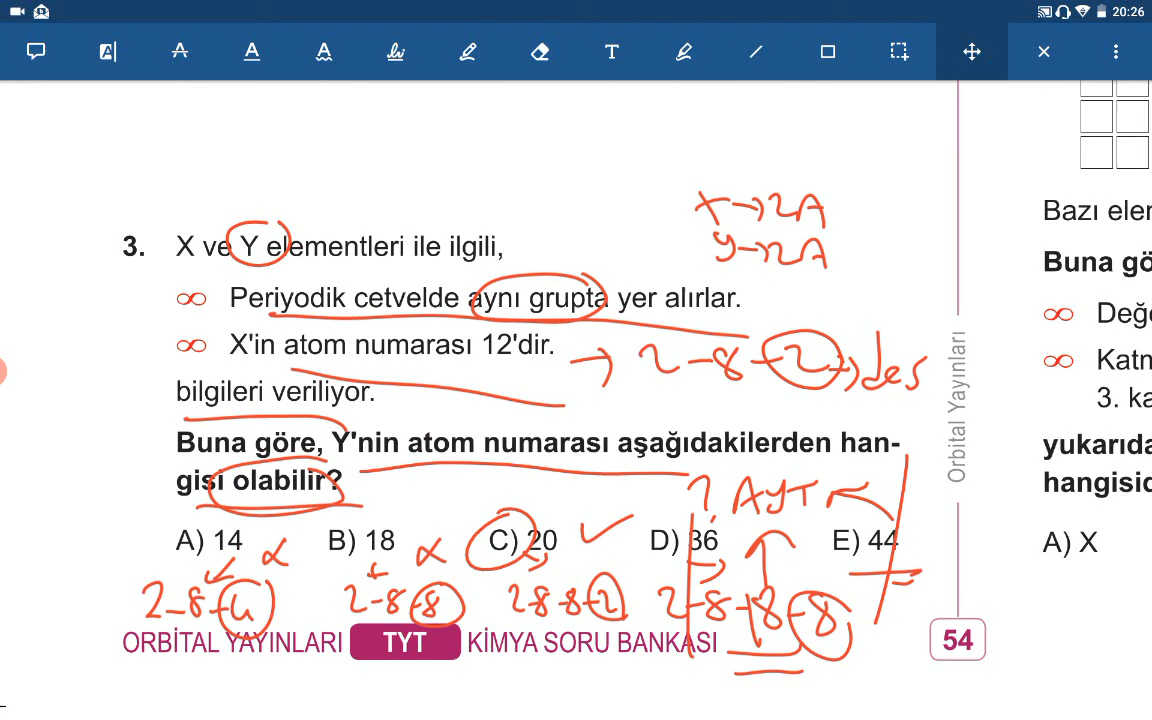 20:26
X→2A
3. X ve Y elementleri ile ilgili,
Y→2A
∞ Periyodik cetvelde aynı grupta yer alırlar.
∞ X'in atom numarası 12'dir.
→ 2-8-2→des
bilgileri veriliyor.
Buna göre, Y'nin atom numarası aşağıdakilerden han-
gisi olabilir?
? AYT ←
A) 14 B) 18 C) 20 ✓ D) 36 E) 44
2-8-4 2-8-8 2-8-8-2 2-8-18-8
ORBİTAL YAYINLARI TYT KİMYA SORU BANKASI
54
Orbital Yayınları
Bazı eler
Buna gö
∞ Değe
∞ Katm
3. ka
yukarıda
hangisid
A) X